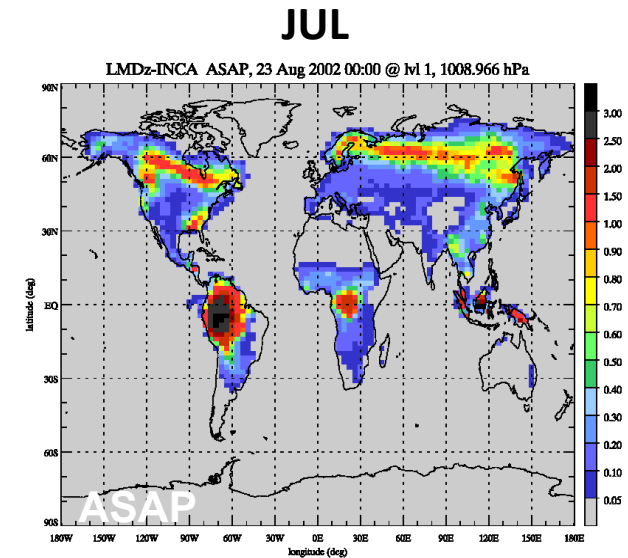 JUL
LMDz-INCA ASAP, 23 Aug 2002 00:00 @ lvl 1, 1008.966 hPa
90N
60N
30N
EQ
30S
60S
90S
latitude (deg)
180W 150W 120W 90W 60W 30W 0E 30E 60E 90E 120E 150E 180E
longitude (deg)
3.00
2.50
2.00
1.50
1.00
0.90
0.80
0.70
0.60
0.50
0.40
0.30
0.20
0.10
0.05
ASAP